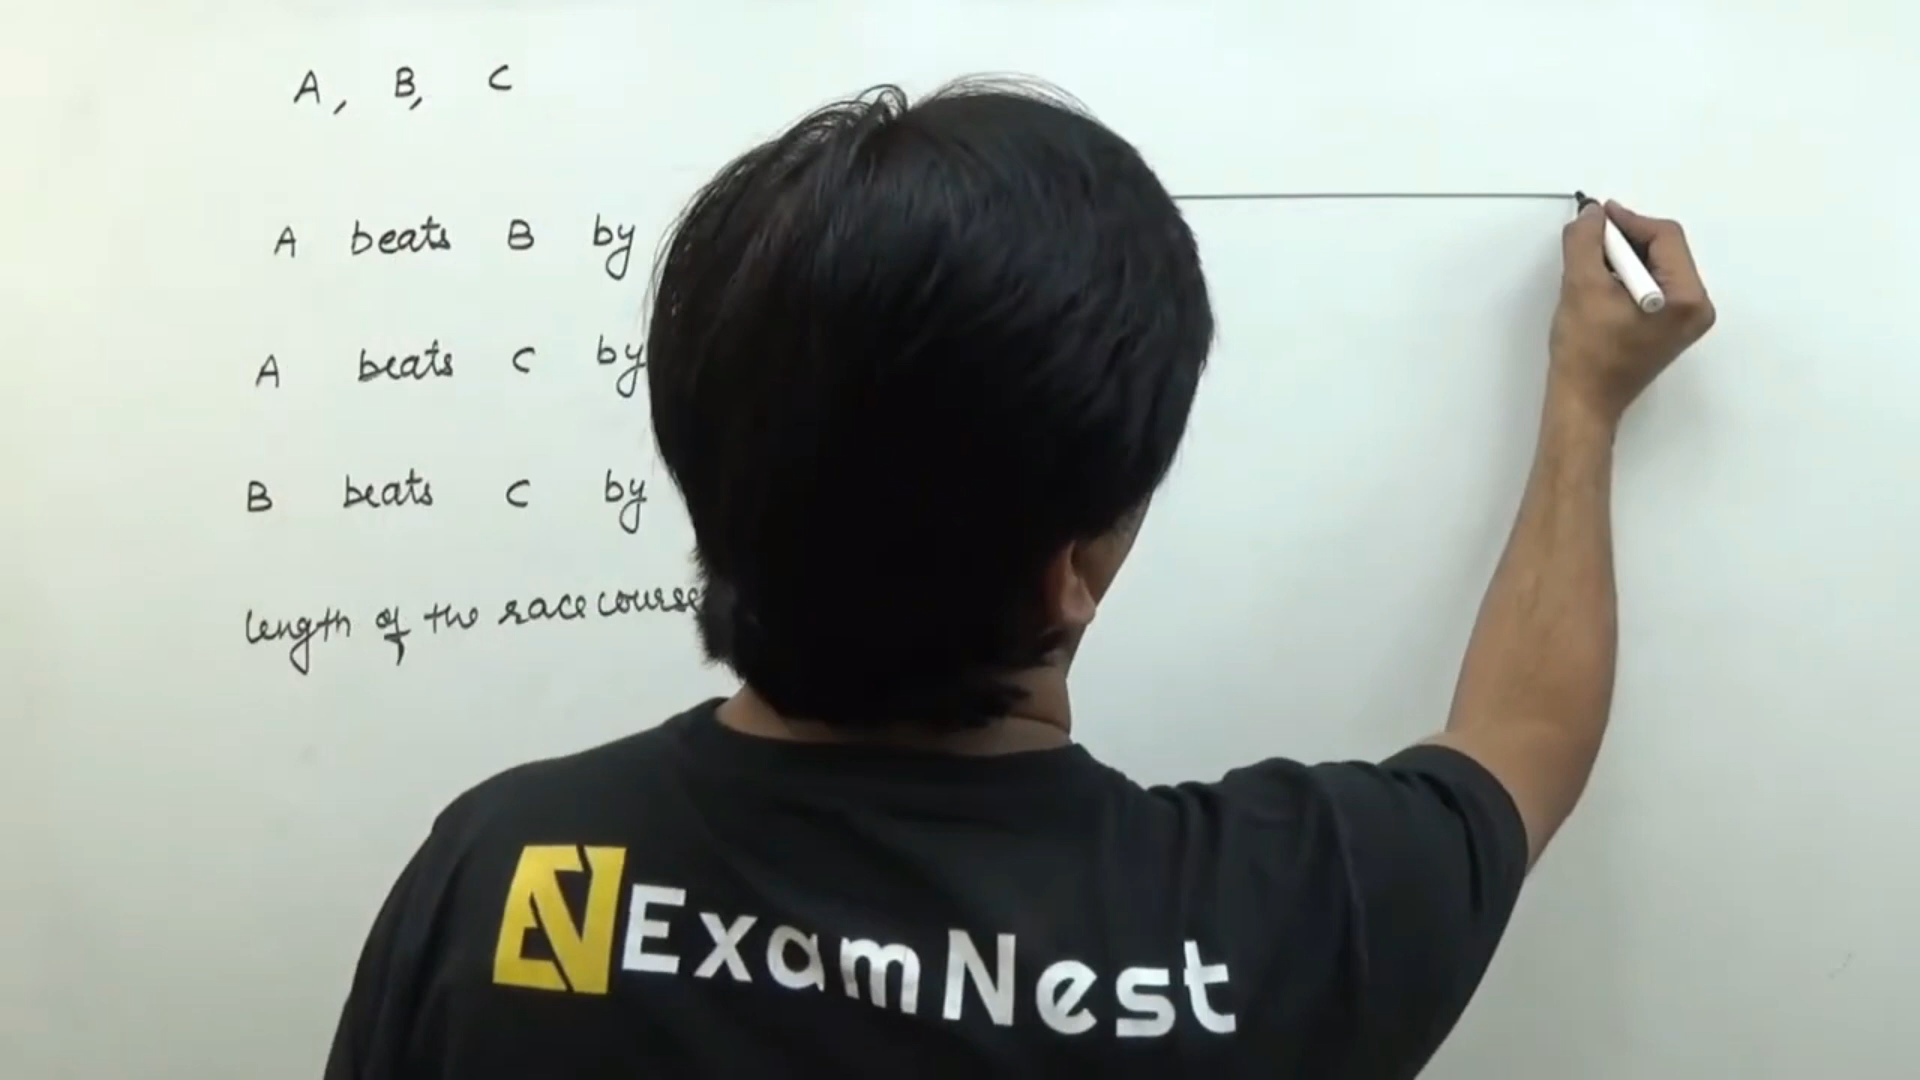 A, B, C
A beats B by
A beats C by
B beats C by
length of the race course
ExamNest